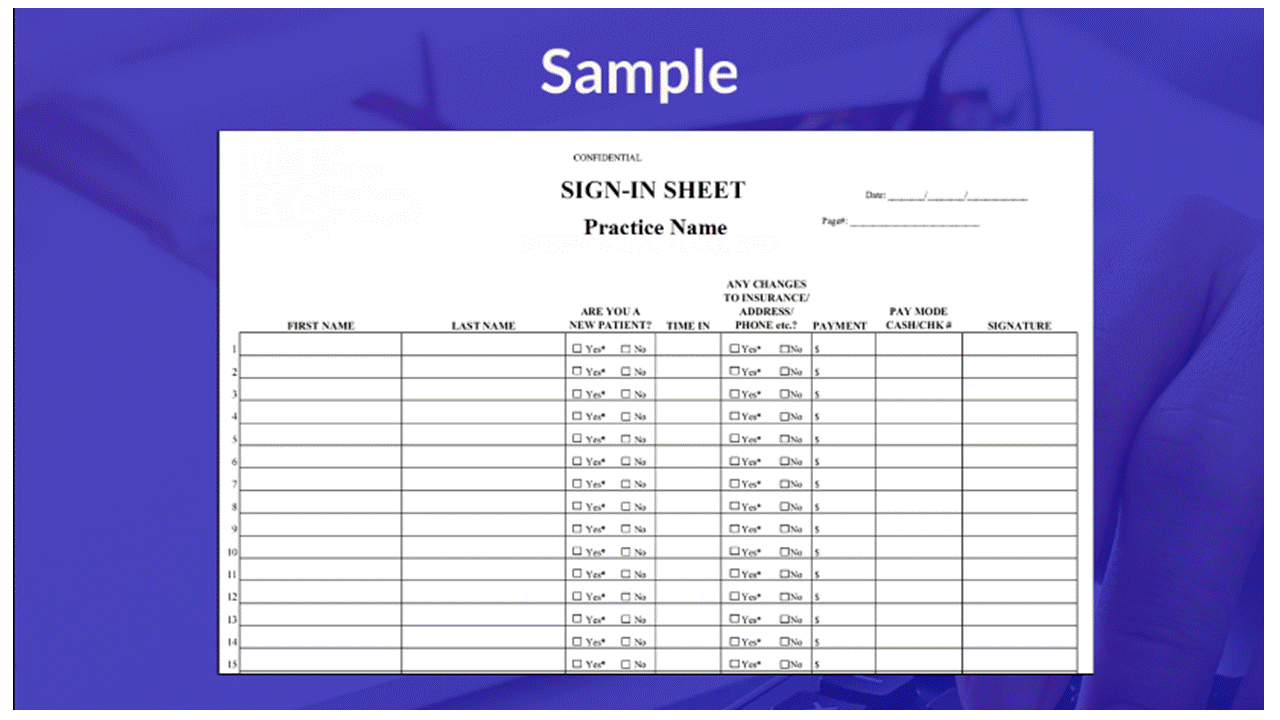 Sample
CONFIDENTIAL
SIGN-IN SHEET
Date: _______/_______/____________
Practice Name
Page#: __________________________
ANY CHANGES
TO INSURANCE/
ARE YOU A ADDRESS/ PAY MODE
FIRST NAME LAST NAME NEW PATIENT? TIME IN PHONE etc.? PAYMENT CASH/CHK # SIGNATURE
1 ☐ Yes* ☐ No ☐ Yes* ☐ No $
2 ☐ Yes* ☐ No ☐ Yes* ☐ No $
3 ☐ Yes* ☐ No ☐ Yes* ☐ No $
4 ☐ Yes* ☐ No ☐ Yes* ☐ No $
5 ☐ Yes* ☐ No ☐ Yes* ☐ No $
6 ☐ Yes* ☐ No ☐ Yes* ☐ No $
7 ☐ Yes* ☐ No ☐ Yes* ☐ No $
8 ☐ Yes* ☐ No ☐ Yes* ☐ No $
9 ☐ Yes* ☐ No ☐ Yes* ☐ No $
10 ☐ Yes* ☐ No ☐ Yes* ☐ No $
11 ☐ Yes* ☐ No ☐ Yes* ☐ No $
12 ☐ Yes* ☐ No ☐ Yes* ☐ No $
13 ☐ Yes* ☐ No ☐ Yes* ☐ No $
14 ☐ Yes* ☐ No ☐ Yes* ☐ No $
15 ☐ Yes* ☐ No ☐ Yes* ☐ No $